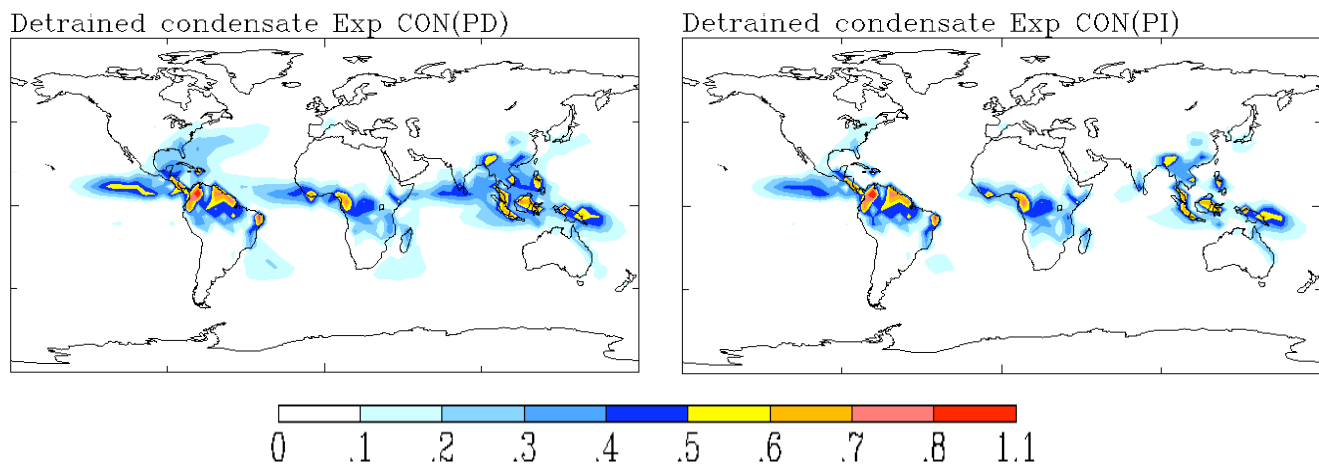 Detrained condensate Exp CON(PD)
Detrained condensate Exp CON(PI)
0 .1 .2 .3 .4 .5 .6 .7 .8 1.1